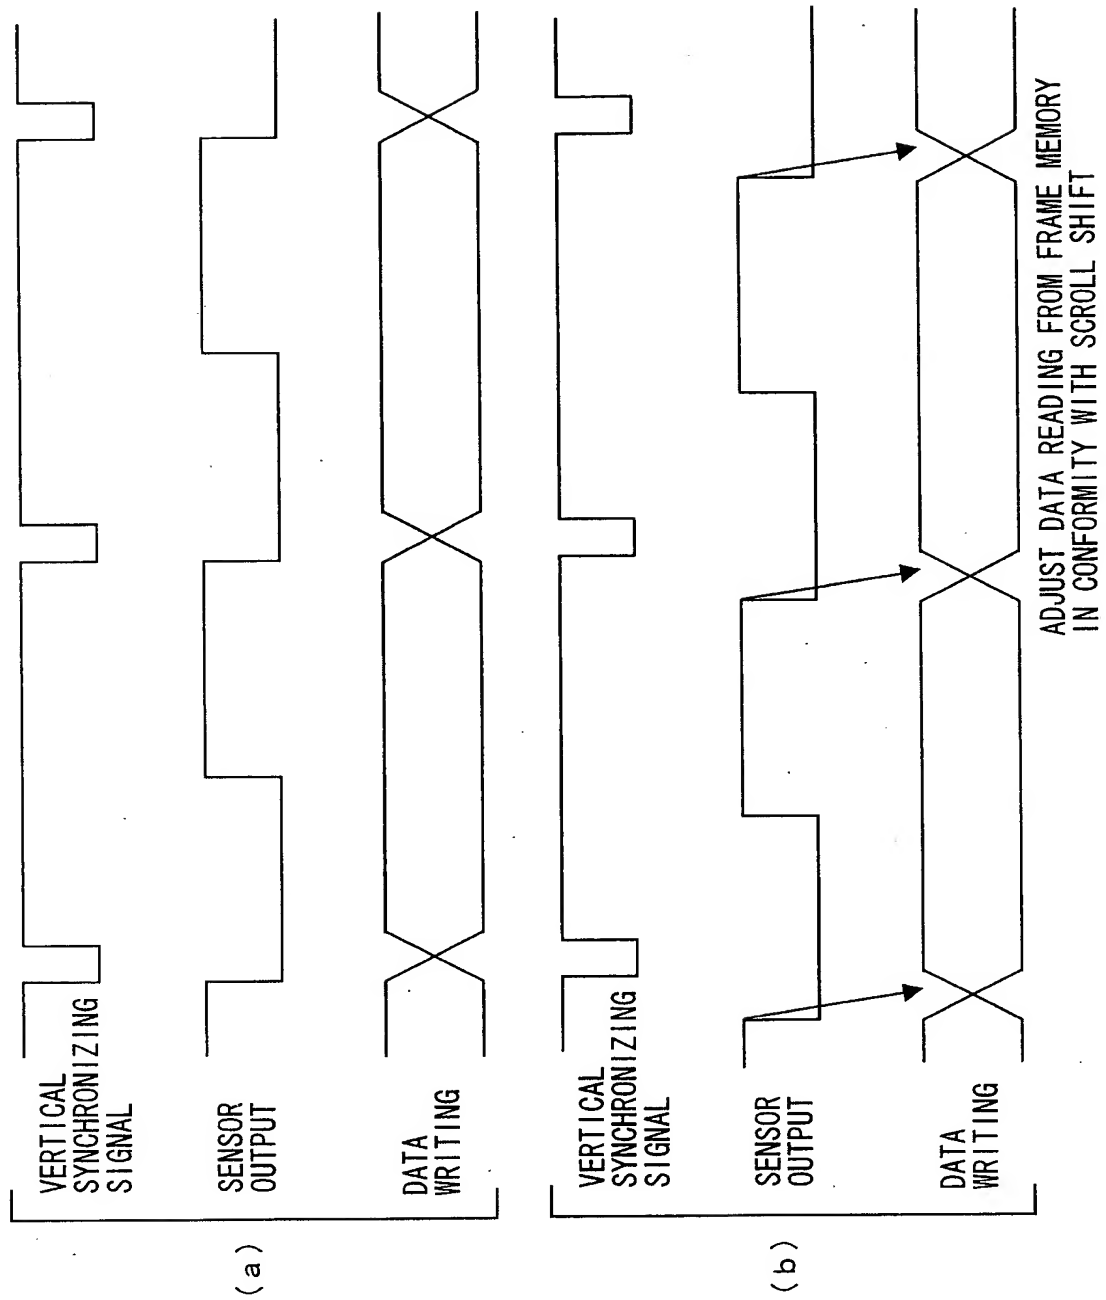 (a)
VERTICAL
SYNCHRONIZING
SIGNAL
SENSOR
OUTPUT
DATA
WRITING
(b)
VERTICAL
SYNCHRONIZING
SIGNAL
SENSOR
OUTPUT
DATA
WRITING
ADJUST DATA READING FROM FRAME MEMORY
IN CONFORMITY WITH SCROLL SHIFT